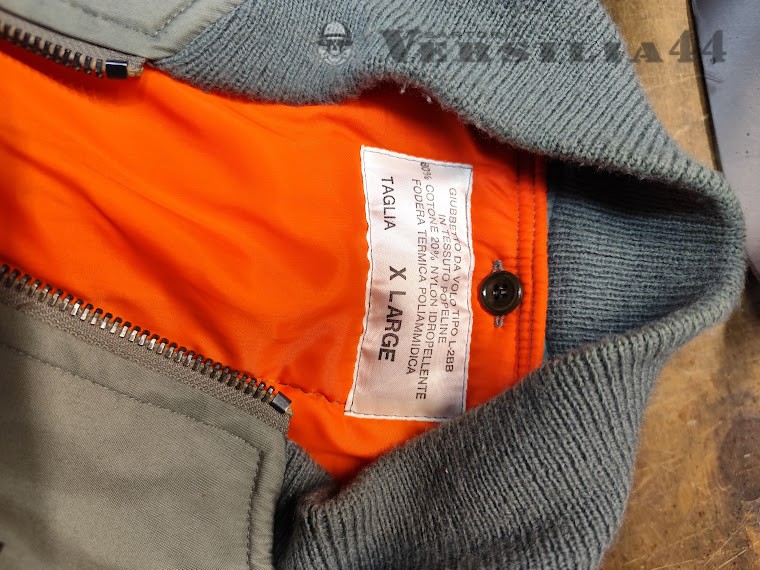 VERSILIA44
GIUBBETTO DA VOLO TIPO L-2BB
IN TESSUTO POPELINE
80% COTONE 20% NYLON IDROPELLENTE
FODERA TERMICA POLIAMMIDICA
TAGLIA X LARGE